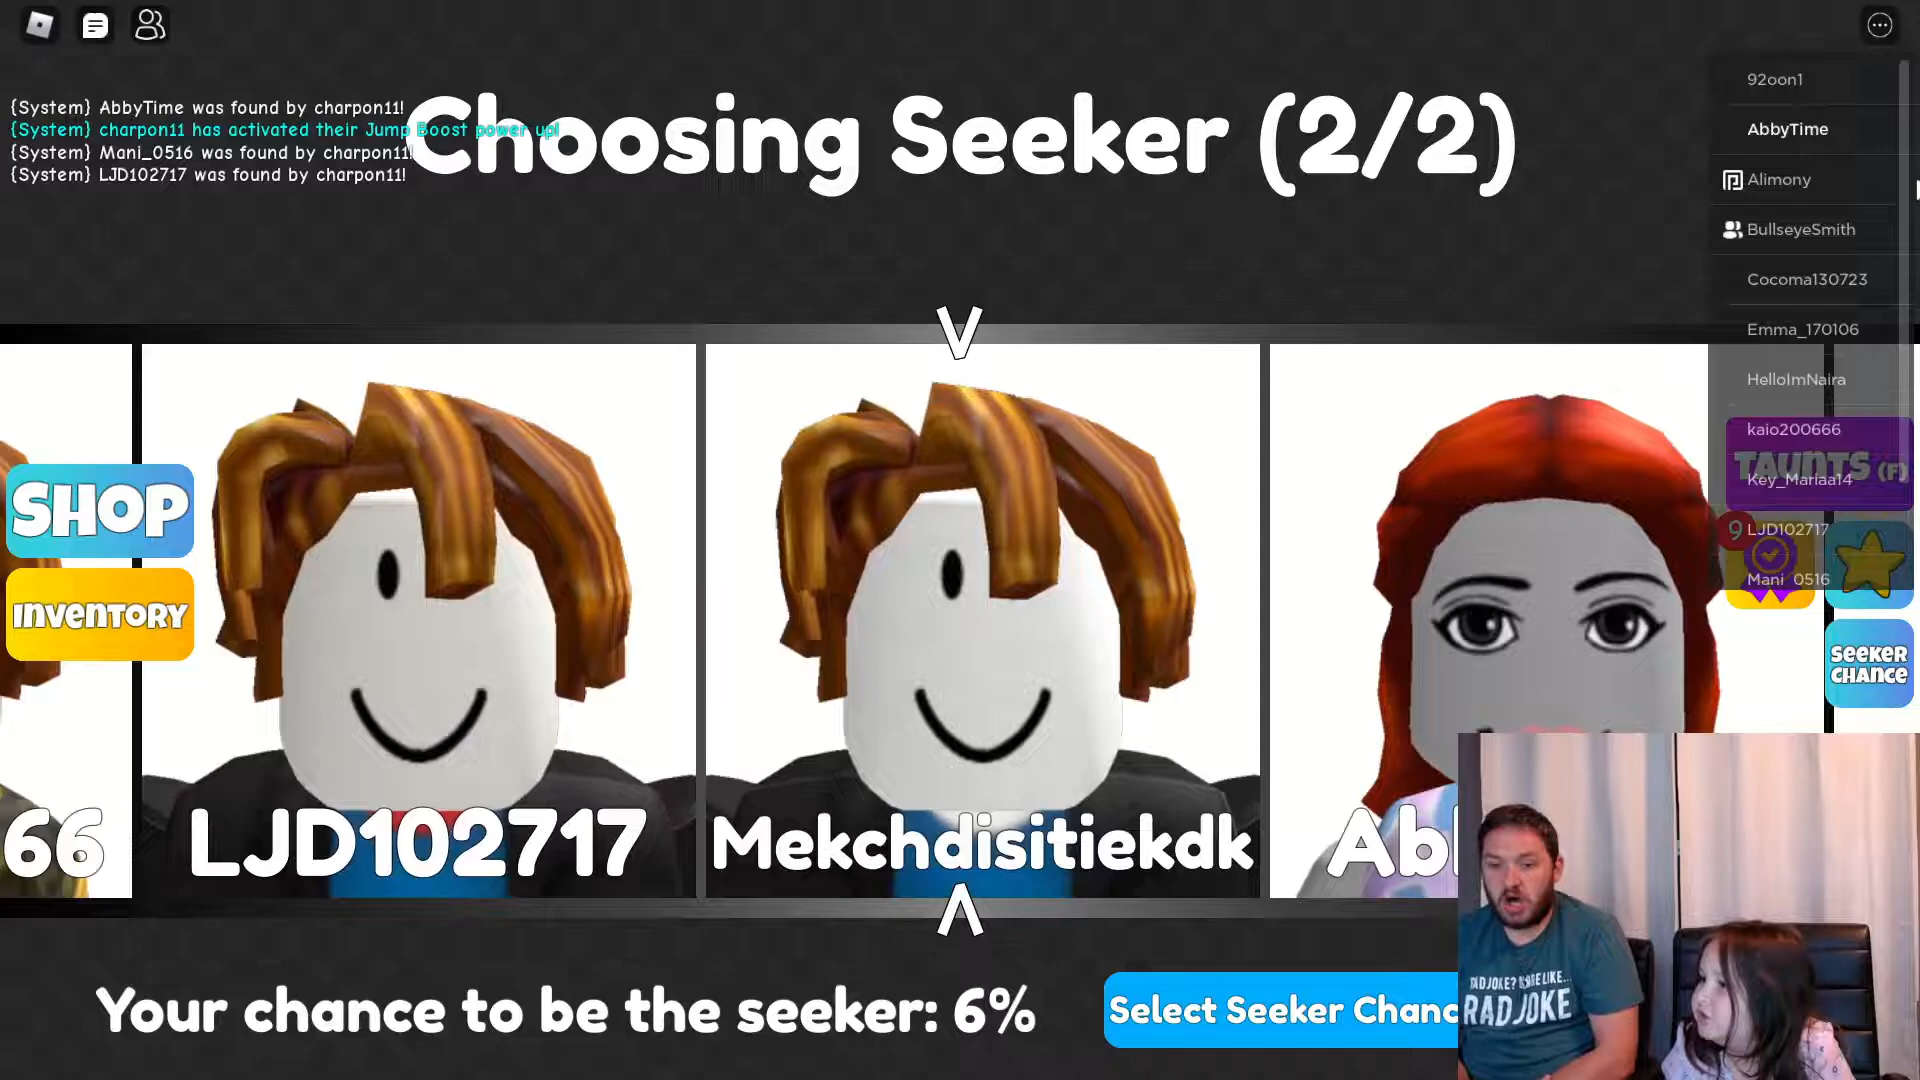 {System} AbbyTime was found by charpon11!
{System} charpon11 has activated their Jump Boost power up!
{System} Mani_0516 was found by charpon11!
{System} LJD102717 was found by charpon11!
Choosing Seeker (2/2)
92oon1
AbbyTime
Alimony
BullseyeSmith
Cocoma130723
Emma_170106
HelloImNaira
kaio200666
TAUNTS (F)
Key_Mariaa14
9
LJD102717
Mani_0516
V
SHOP
INVENTORY
SEEKER
CHANCE
66
LJD102717
Mekchdisitiekdk
Ab
Your chance to be the seeker: 6%
Select Seeker Chanc
RAD JOKE